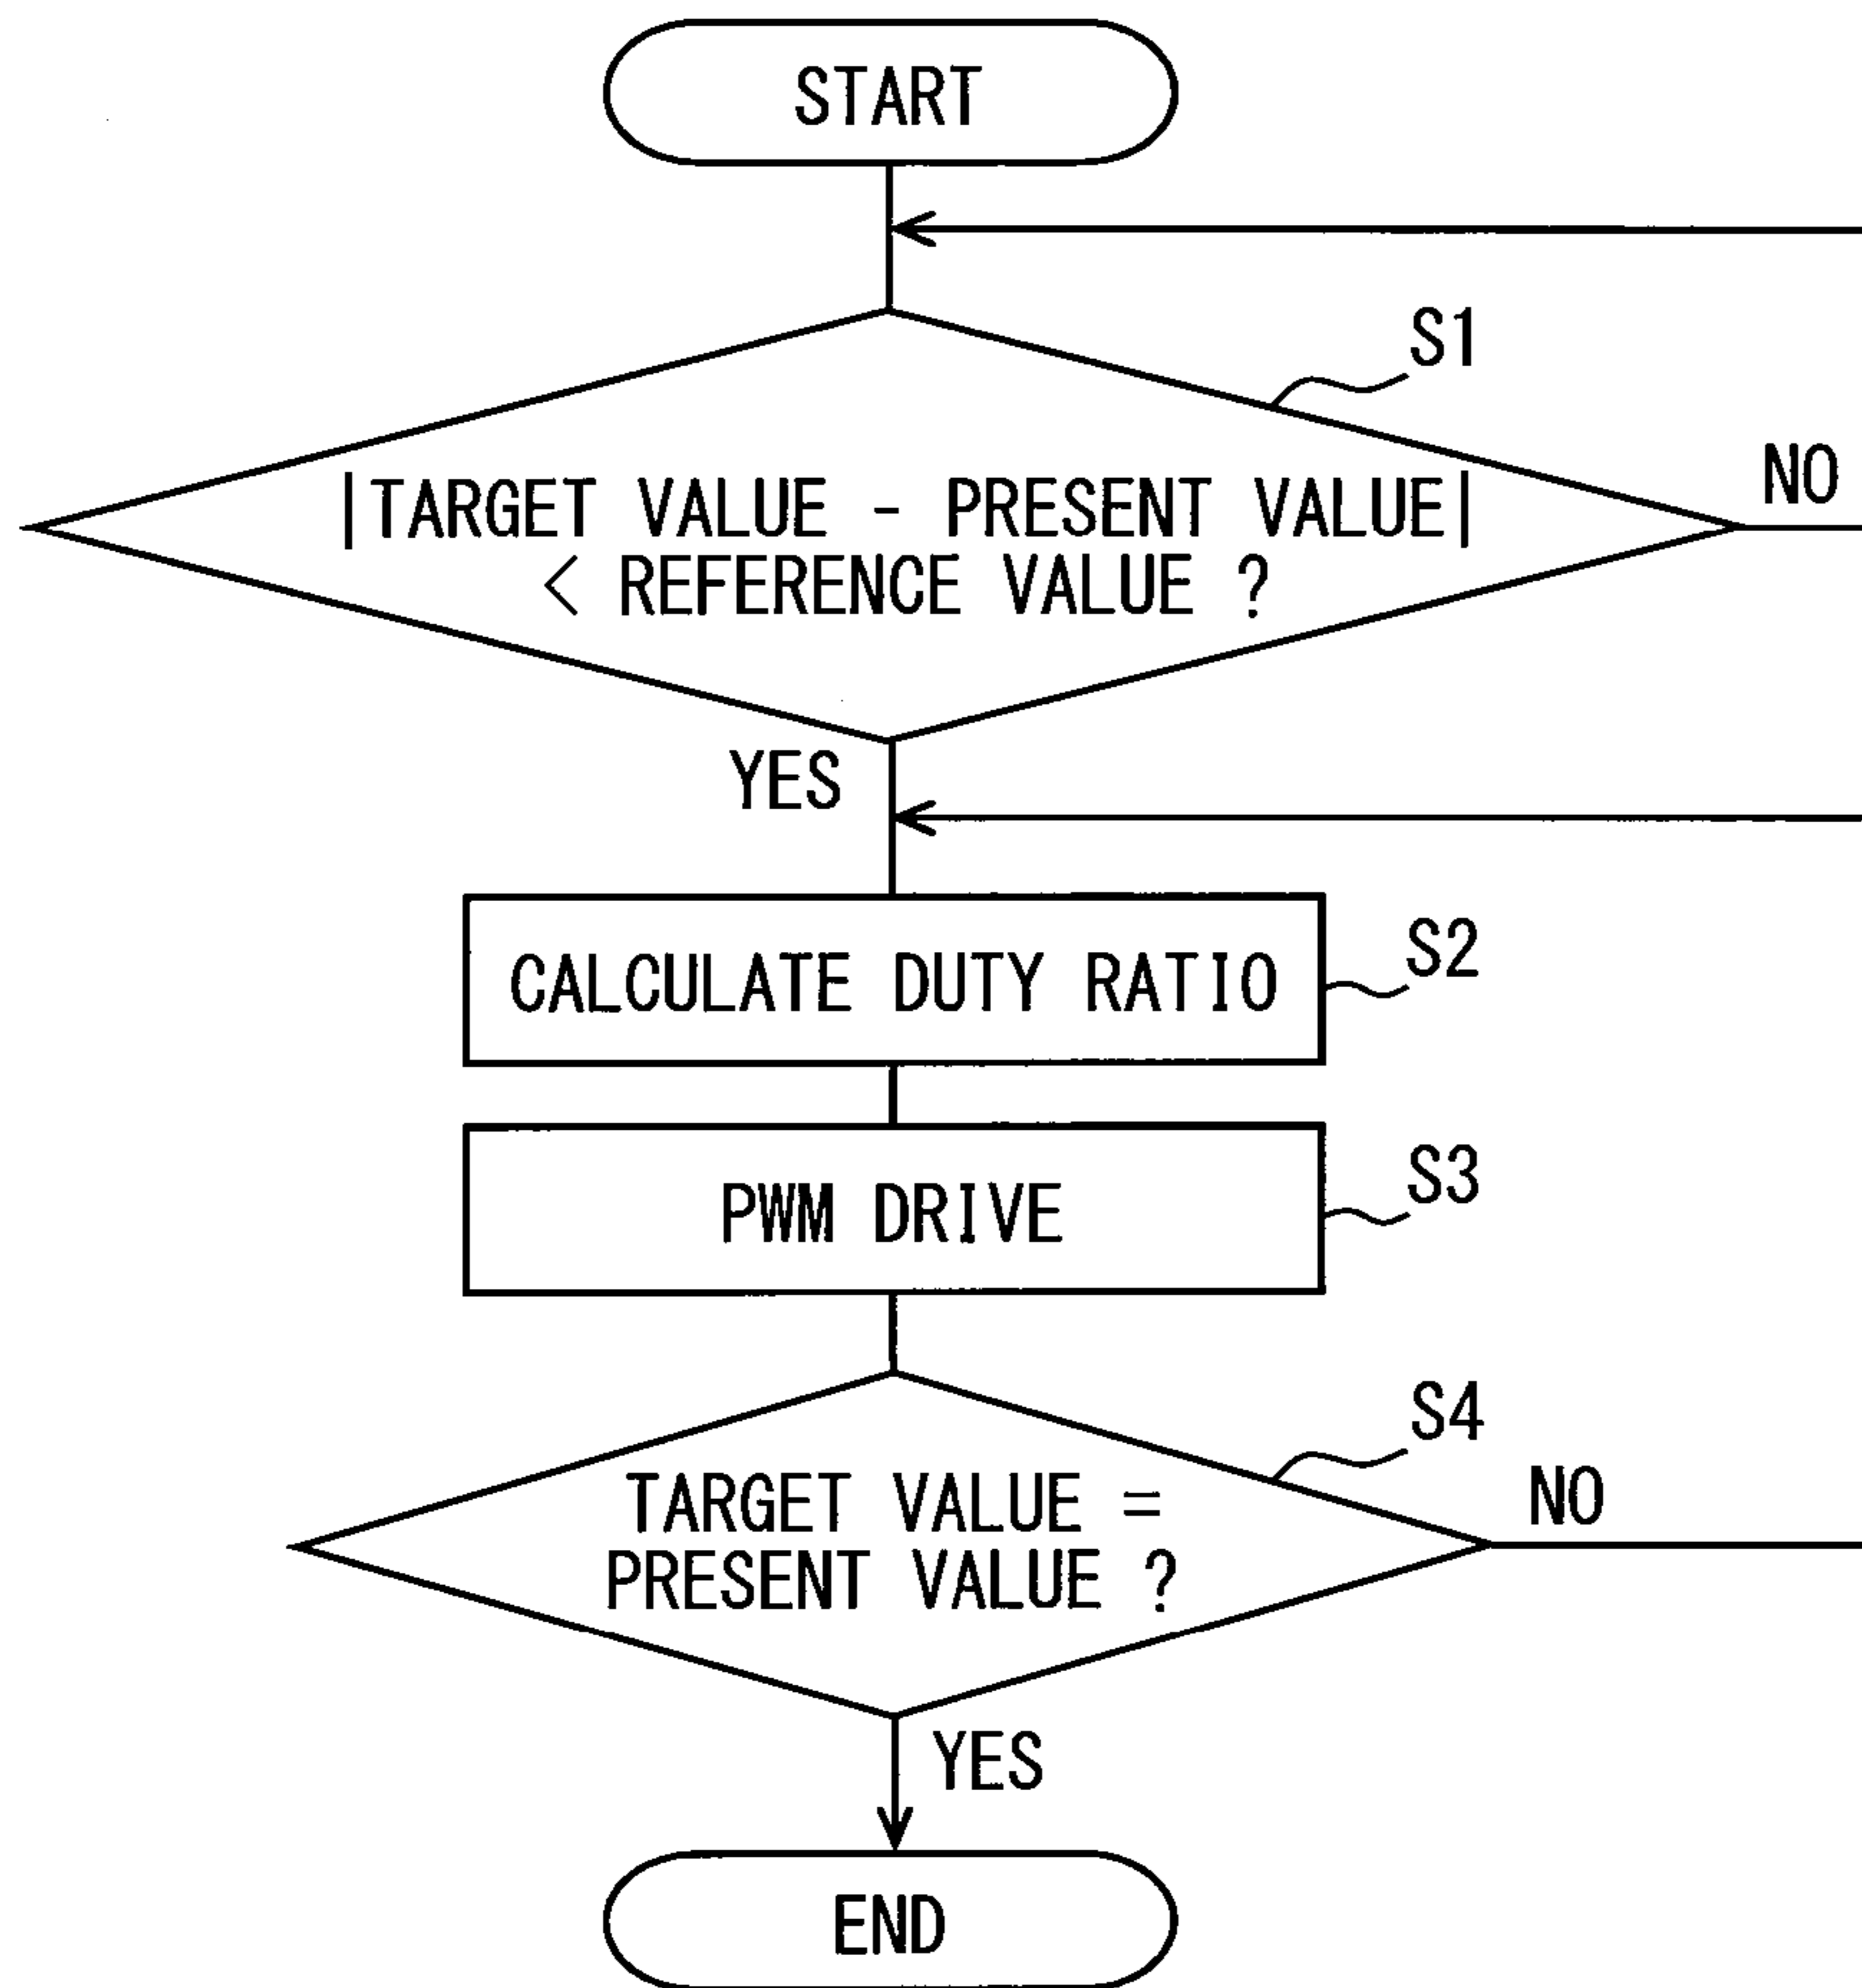 START
S1
NO
|TARGET VALUE - PRESENT VALUE|
< REFERENCE VALUE ?
YES
S2
CALCULATE DUTY RATIO
S3
PWM DRIVE
S4
NO
TARGET VALUE =
PRESENT VALUE ?
YES
END